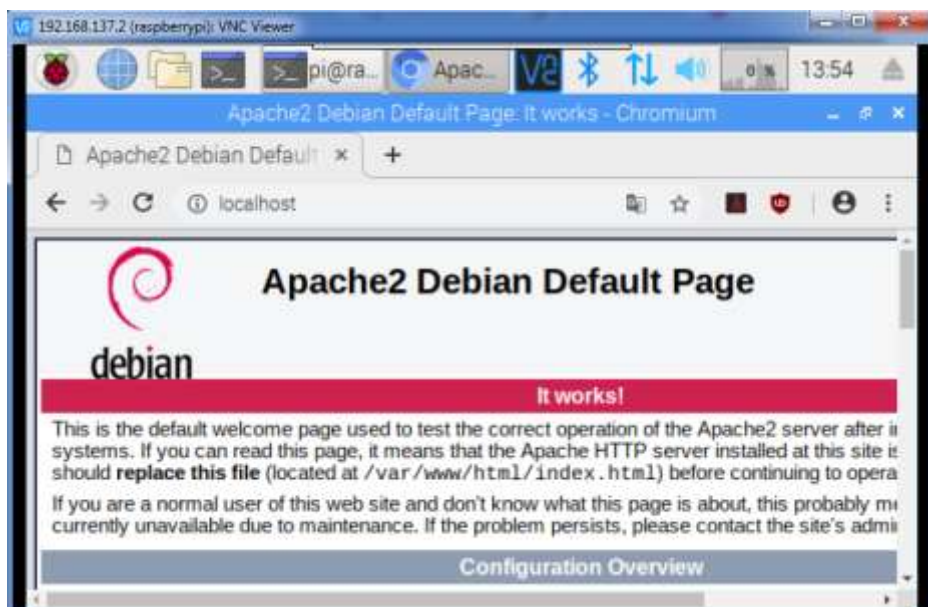 192.168.137.2 (raspberrypi): VNC Viewer
>_ >_ pi@ra... Apac... V2 0% 13:54
Apache2 Debian Default Page: It works - Chromium
Apache2 Debian Default × +
localhost
Apache2 Debian Default Page
debian
It works!
This is the default welcome page used to test the correct operation of the Apache2 server after
systems. If you can read this page, it means that the Apache HTTP server installed at this site
should replace this file (located at /var/www/html/index.html) before continuing to
If you are a normal user of this web site and don't know what this page is about, this probably
currently unavailable due to maintenance. If the problem persists, please contact the site's
Configuration Overview